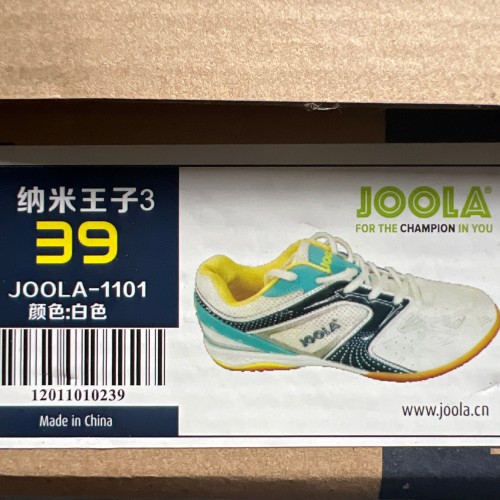 纳米王子3
39
JOOLA-1101
颜色:白色
12011010239
Made in China
JOOLA®
FOR THE CHAMPION IN YOU
JOOLA
JOOLA
www.joola.cn